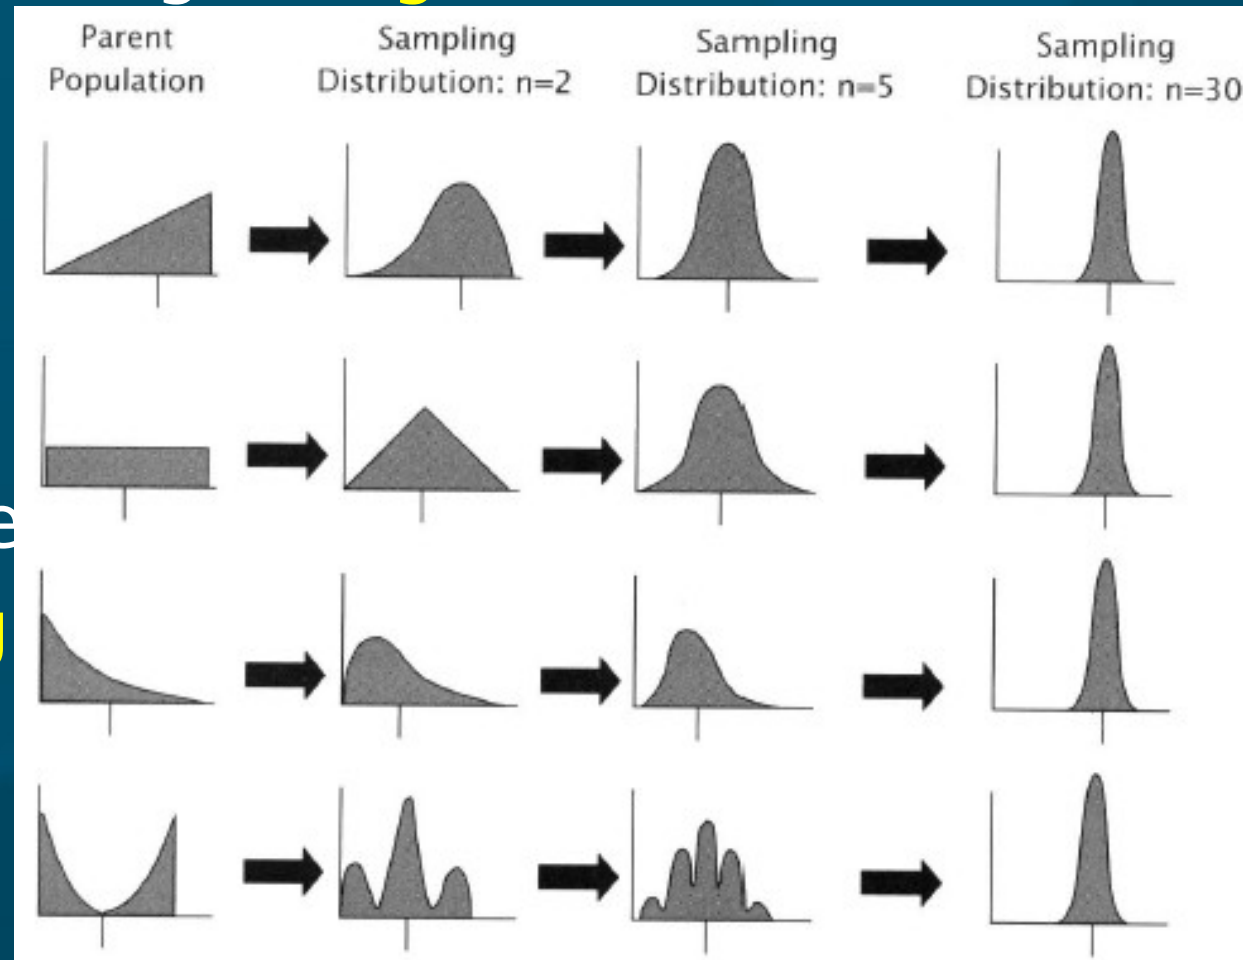 Parent
Population
Sampling
Distribution: n=2
Sampling
Distribution: n=5
Sampling
Distribution: n=30